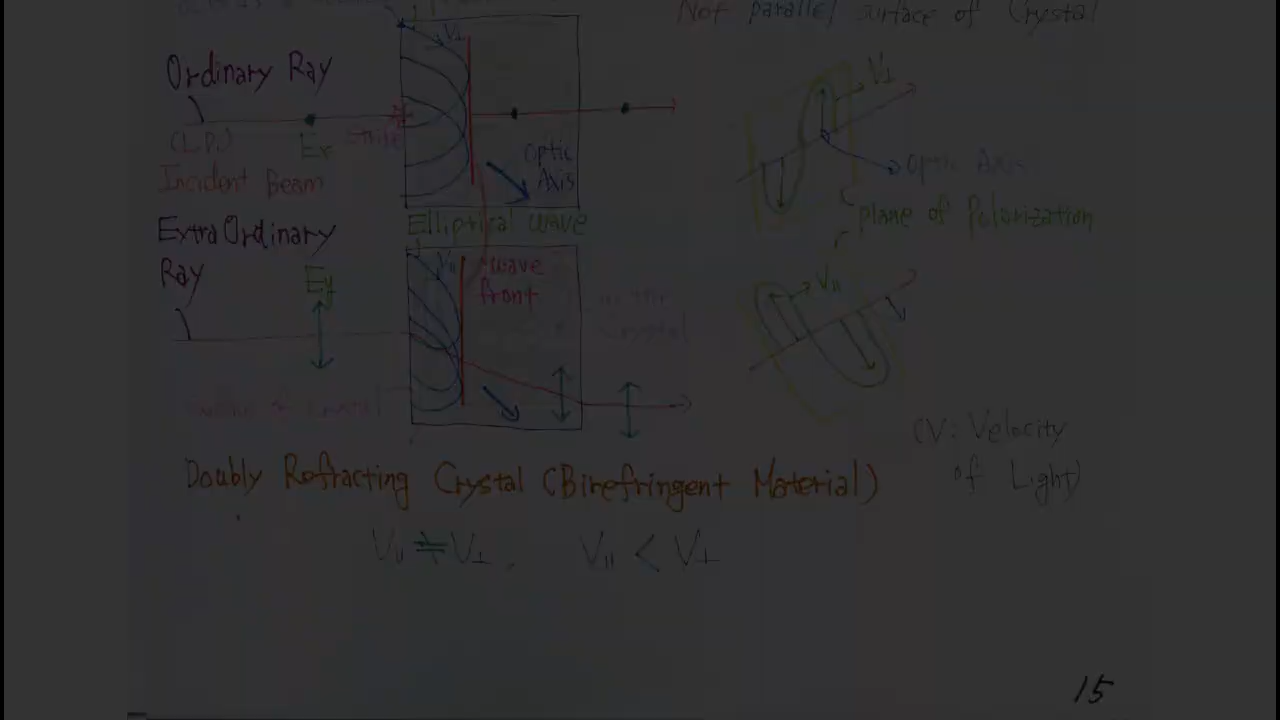 Not parallel surface of Crystal
V⊥
Ordinary Ray
(L.P.)
Ex
Incident Beam
Optic
Axis
V⊥
Optic Axis
plane of Polarization
Elliptical wave
Extra Ordinary
Ray
Ey
V∥
wave
front
V∥
(V: Velocity
of Light)
Doubly Refracting Crystal (Birefringent Material)
V∥ ≠ V⊥, V∥ < V⊥
15